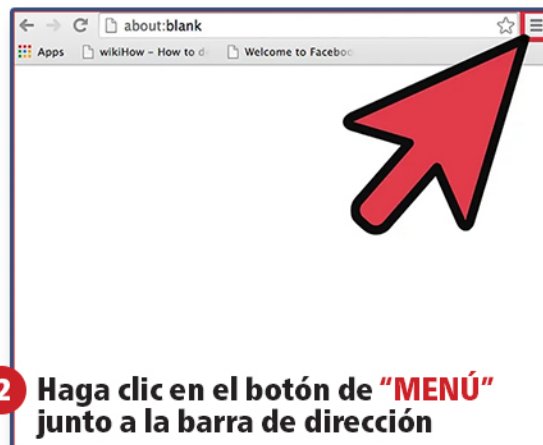 about:blank
Apps wikiHow – How to d Welcome to Faceboo
2 Haga clic en el botón de “MENÚ”
junto a la barra de dirección